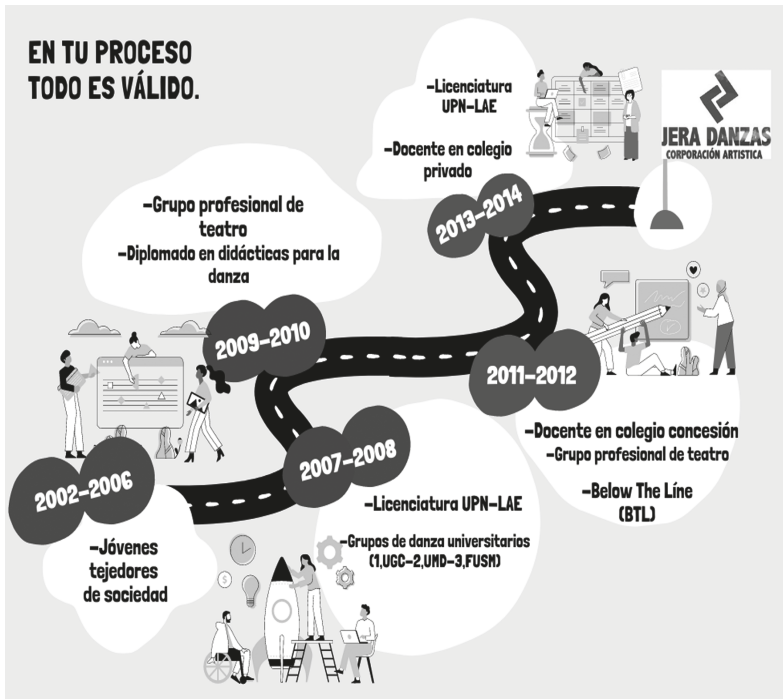 EN TU PROCESO
TODO ES VÁLIDO.
–Licenciatura
UPN–LAE
–Docente en colegio
privado
JERA DANZAS
CORPORACIÓN ARTISTICA
2013–2014
–Grupo profesional de
teatro
–Diplomado en didácticas para la
danza
2009–2010
2011–2012
–Docente en colegio concesión
–Grupo profesional de teatro
–Below The Líne
(BTL)
2007–2008
–Licenciatura UPN–LAE
–Grupos de danza universitarios
(1,UGC–2,UMD–3,FUSM)
2002–2006
–Jóvenes
tejedores
de sociedad